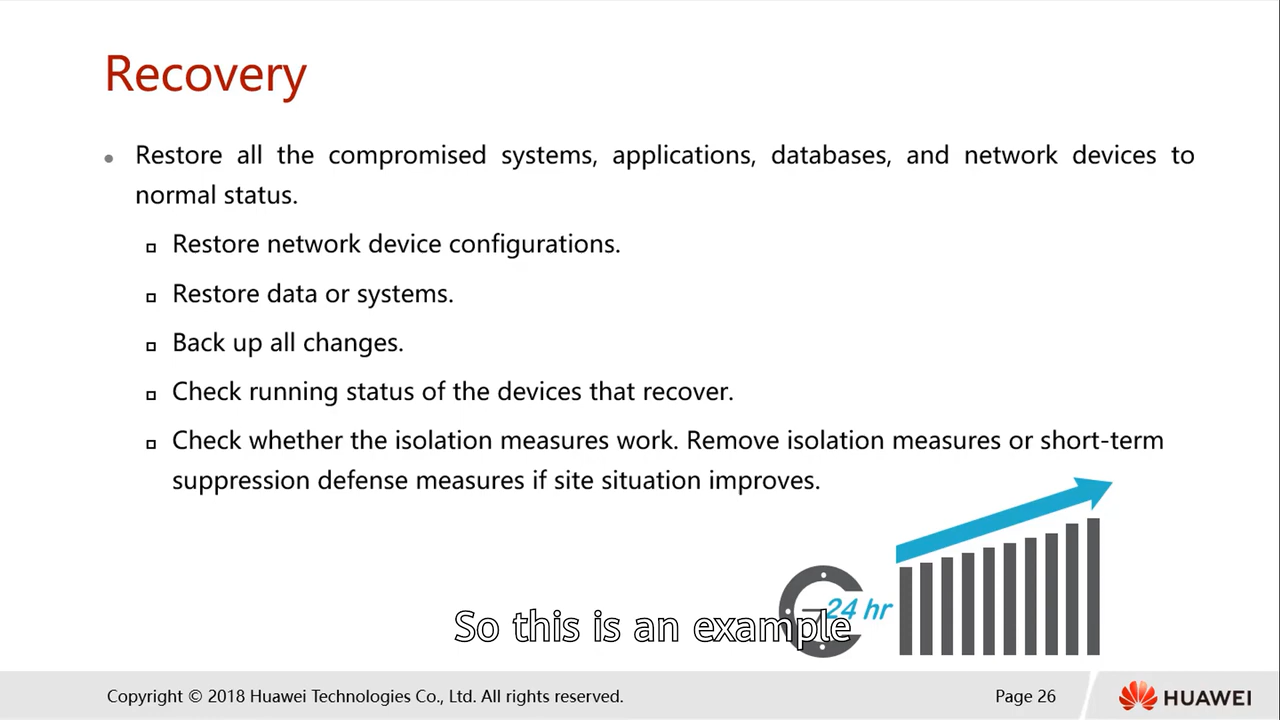 Recovery
Restore all the compromised systems, applications, databases, and network devices to
normal status.
Restore network device configurations.
Restore data or systems.
Back up all changes.
Check running status of the devices that recover.
Check whether the isolation measures work. Remove isolation measures or short-term
suppression defense measures if site situation improves.
24 hr
So this is an example
Copyright © 2018 Huawei Technologies Co., Ltd. All rights reserved.
Page 26
HUAWEI